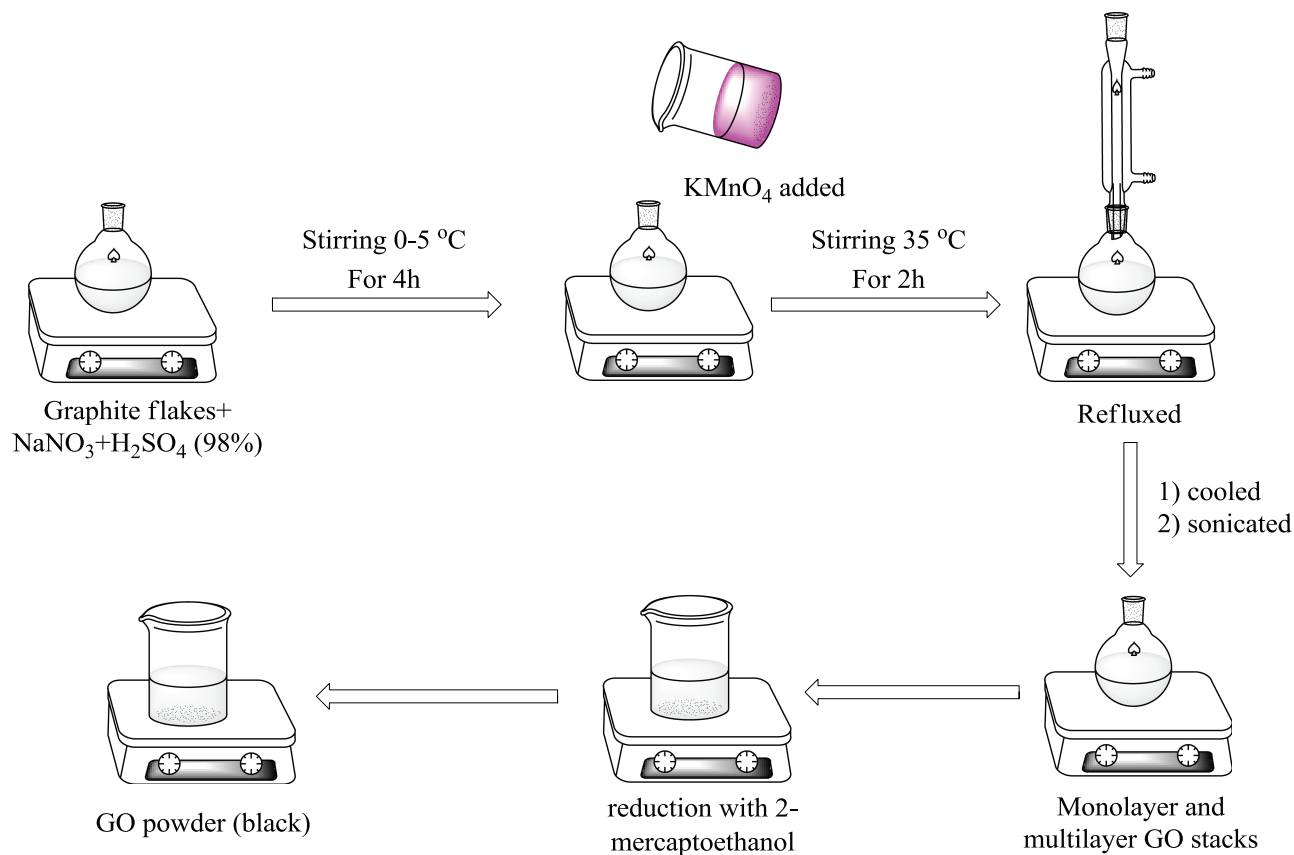 KMnO₄ added
Stirring 0-5 °C
For 4h
Stirring 35 °C
For 2h
Graphite flakes+
NaNO₃+H₂SO₄ (98%)
Refluxed
1) cooled
2) sonicated
Monolayer and
multilayer GO stacks
reduction with 2-
mercaptoethanol
GO powder (black)